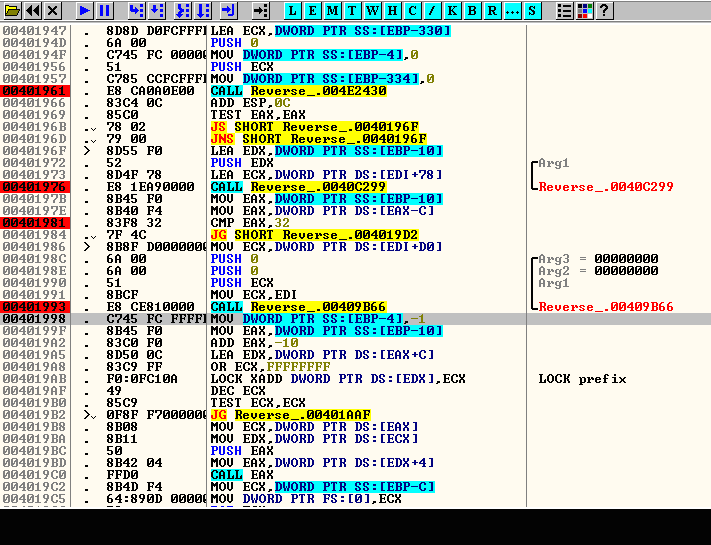 L E M T W H C / K B R ... S ?
00401947 . 8D8D D0FCFFFF LEA ECX,DWORD PTR SS:[EBP-330]
0040194D . 6A 00 PUSH 0
0040194F . C745 FC 00000 MOV DWORD PTR SS:[EBP-4],0
00401956 . 51 PUSH ECX
00401957 . C785 CCFCFFFF MOV DWORD PTR SS:[EBP-334],0
00401961 . E8 CA0A0E00 CALL Reverse_.004E2430
00401966 . 83C4 0C ADD ESP,0C
00401969 . 85C0 TEST EAX,EAX
0040196B . 78 02 JS SHORT Reverse_.0040196F
0040196D . 79 00 JNS SHORT Reverse_.0040196F
0040196F > 8D55 F0 LEA EDX,DWORD PTR SS:[EBP-10]
00401972 . 52 PUSH EDX Arg1
00401973 . 8D4F 78 LEA ECX,DWORD PTR DS:[EDI+78]
00401976 . E8 1EA90000 CALL Reverse_.0040C299 Reverse_.0040C299
0040197B . 8B45 F0 MOV EAX,DWORD PTR SS:[EBP-10]
0040197E . 8B40 F4 MOV EAX,DWORD PTR DS:[EAX-C]
00401981 . 83F8 32 CMP EAX,32
00401984 . 7F 4C JG SHORT Reverse_.004019D2
00401986 > 8B8F D0000000 MOV ECX,DWORD PTR DS:[EDI+D0]
0040198C . 6A 00 PUSH 0 Arg3 = 00000000
0040198E . 6A 00 PUSH 0 Arg2 = 00000000
00401990 . 51 PUSH ECX Arg1
00401991 . 8BCF MOV ECX,EDI
00401993 . E8 CE810000 CALL Reverse_.00409B66 Reverse_.00409B66
00401998 . C745 FC FFFFF MOV DWORD PTR SS:[EBP-4],-1
0040199F . 8B45 F0 MOV EAX,DWORD PTR SS:[EBP-10]
004019A2 . 83C0 F0 ADD EAX,-10
004019A5 . 8D50 0C LEA EDX,DWORD PTR DS:[EAX+C]
004019A8 . 83C9 FF OR ECX,FFFFFFFF
004019AB . F0:0FC10A LOCK XADD DWORD PTR DS:[EDX],ECX LOCK prefix
004019AF . 49 DEC ECX
004019B0 . 85C9 TEST ECX,ECX
004019B2 > 0F8F F7000000 JG Reverse_.00401AAF
004019B8 . 8B08 MOV ECX,DWORD PTR DS:[EAX]
004019BA . 8B11 MOV EDX,DWORD PTR DS:[ECX]
004019BC . 50 PUSH EAX
004019BD . 8B42 04 MOV EAX,DWORD PTR DS:[EDX+4]
004019C0 . FFD0 CALL EAX
004019C2 . 8B4D F4 MOV ECX,DWORD PTR SS:[EBP-C]
004019C5 . 64:890D 00000 MOV DWORD PTR FS:[0],ECX